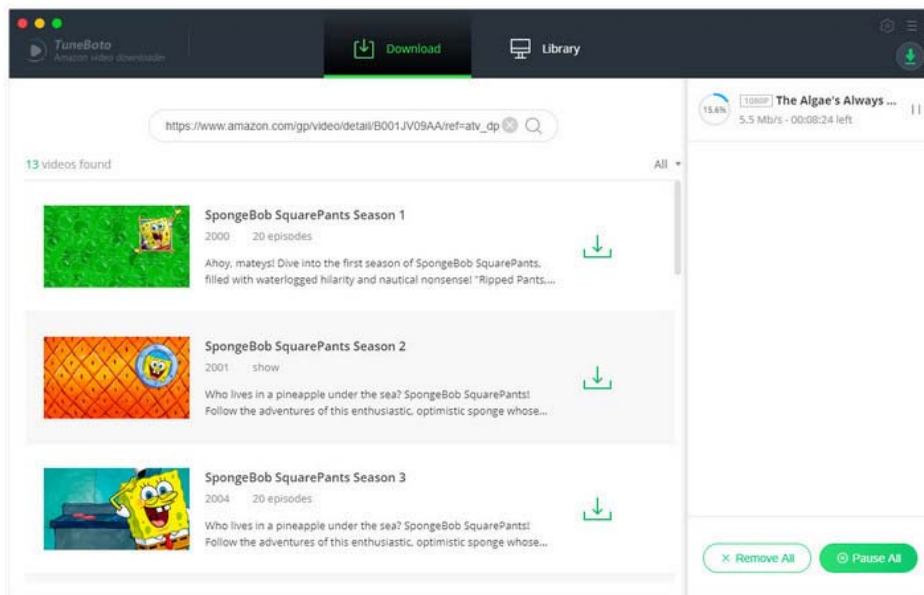 TuneBoto
Amazon video downloader
Download
Library
https://www.amazon.com/gp/video/detail/B001JV09AA/ref=atv_dp
13 videos found
All
SpongeBob SquarePants Season 1
2000 20 episodes
Ahoy, mateys! Dive into the first season of SpongeBob SquarePants,
filled with waterlogged hilarity and nautical nonsense! "Ripped Pants,...
SpongeBob SquarePants Season 2
2001 show
Who lives in a pineapple under the sea? SpongeBob SquarePants!
Follow the adventures of this enthusiastic, optimistic sponge whose...
SpongeBob SquarePants Season 3
2004 20 episodes
Who lives in a pineapple under the sea? SpongeBob SquarePants!
Follow the adventures of this enthusiastic, optimistic sponge whose...
15.6%
1080P The Algae's Always ...
5.5 Mb/s - 00:08:24 left
Remove All
Pause All